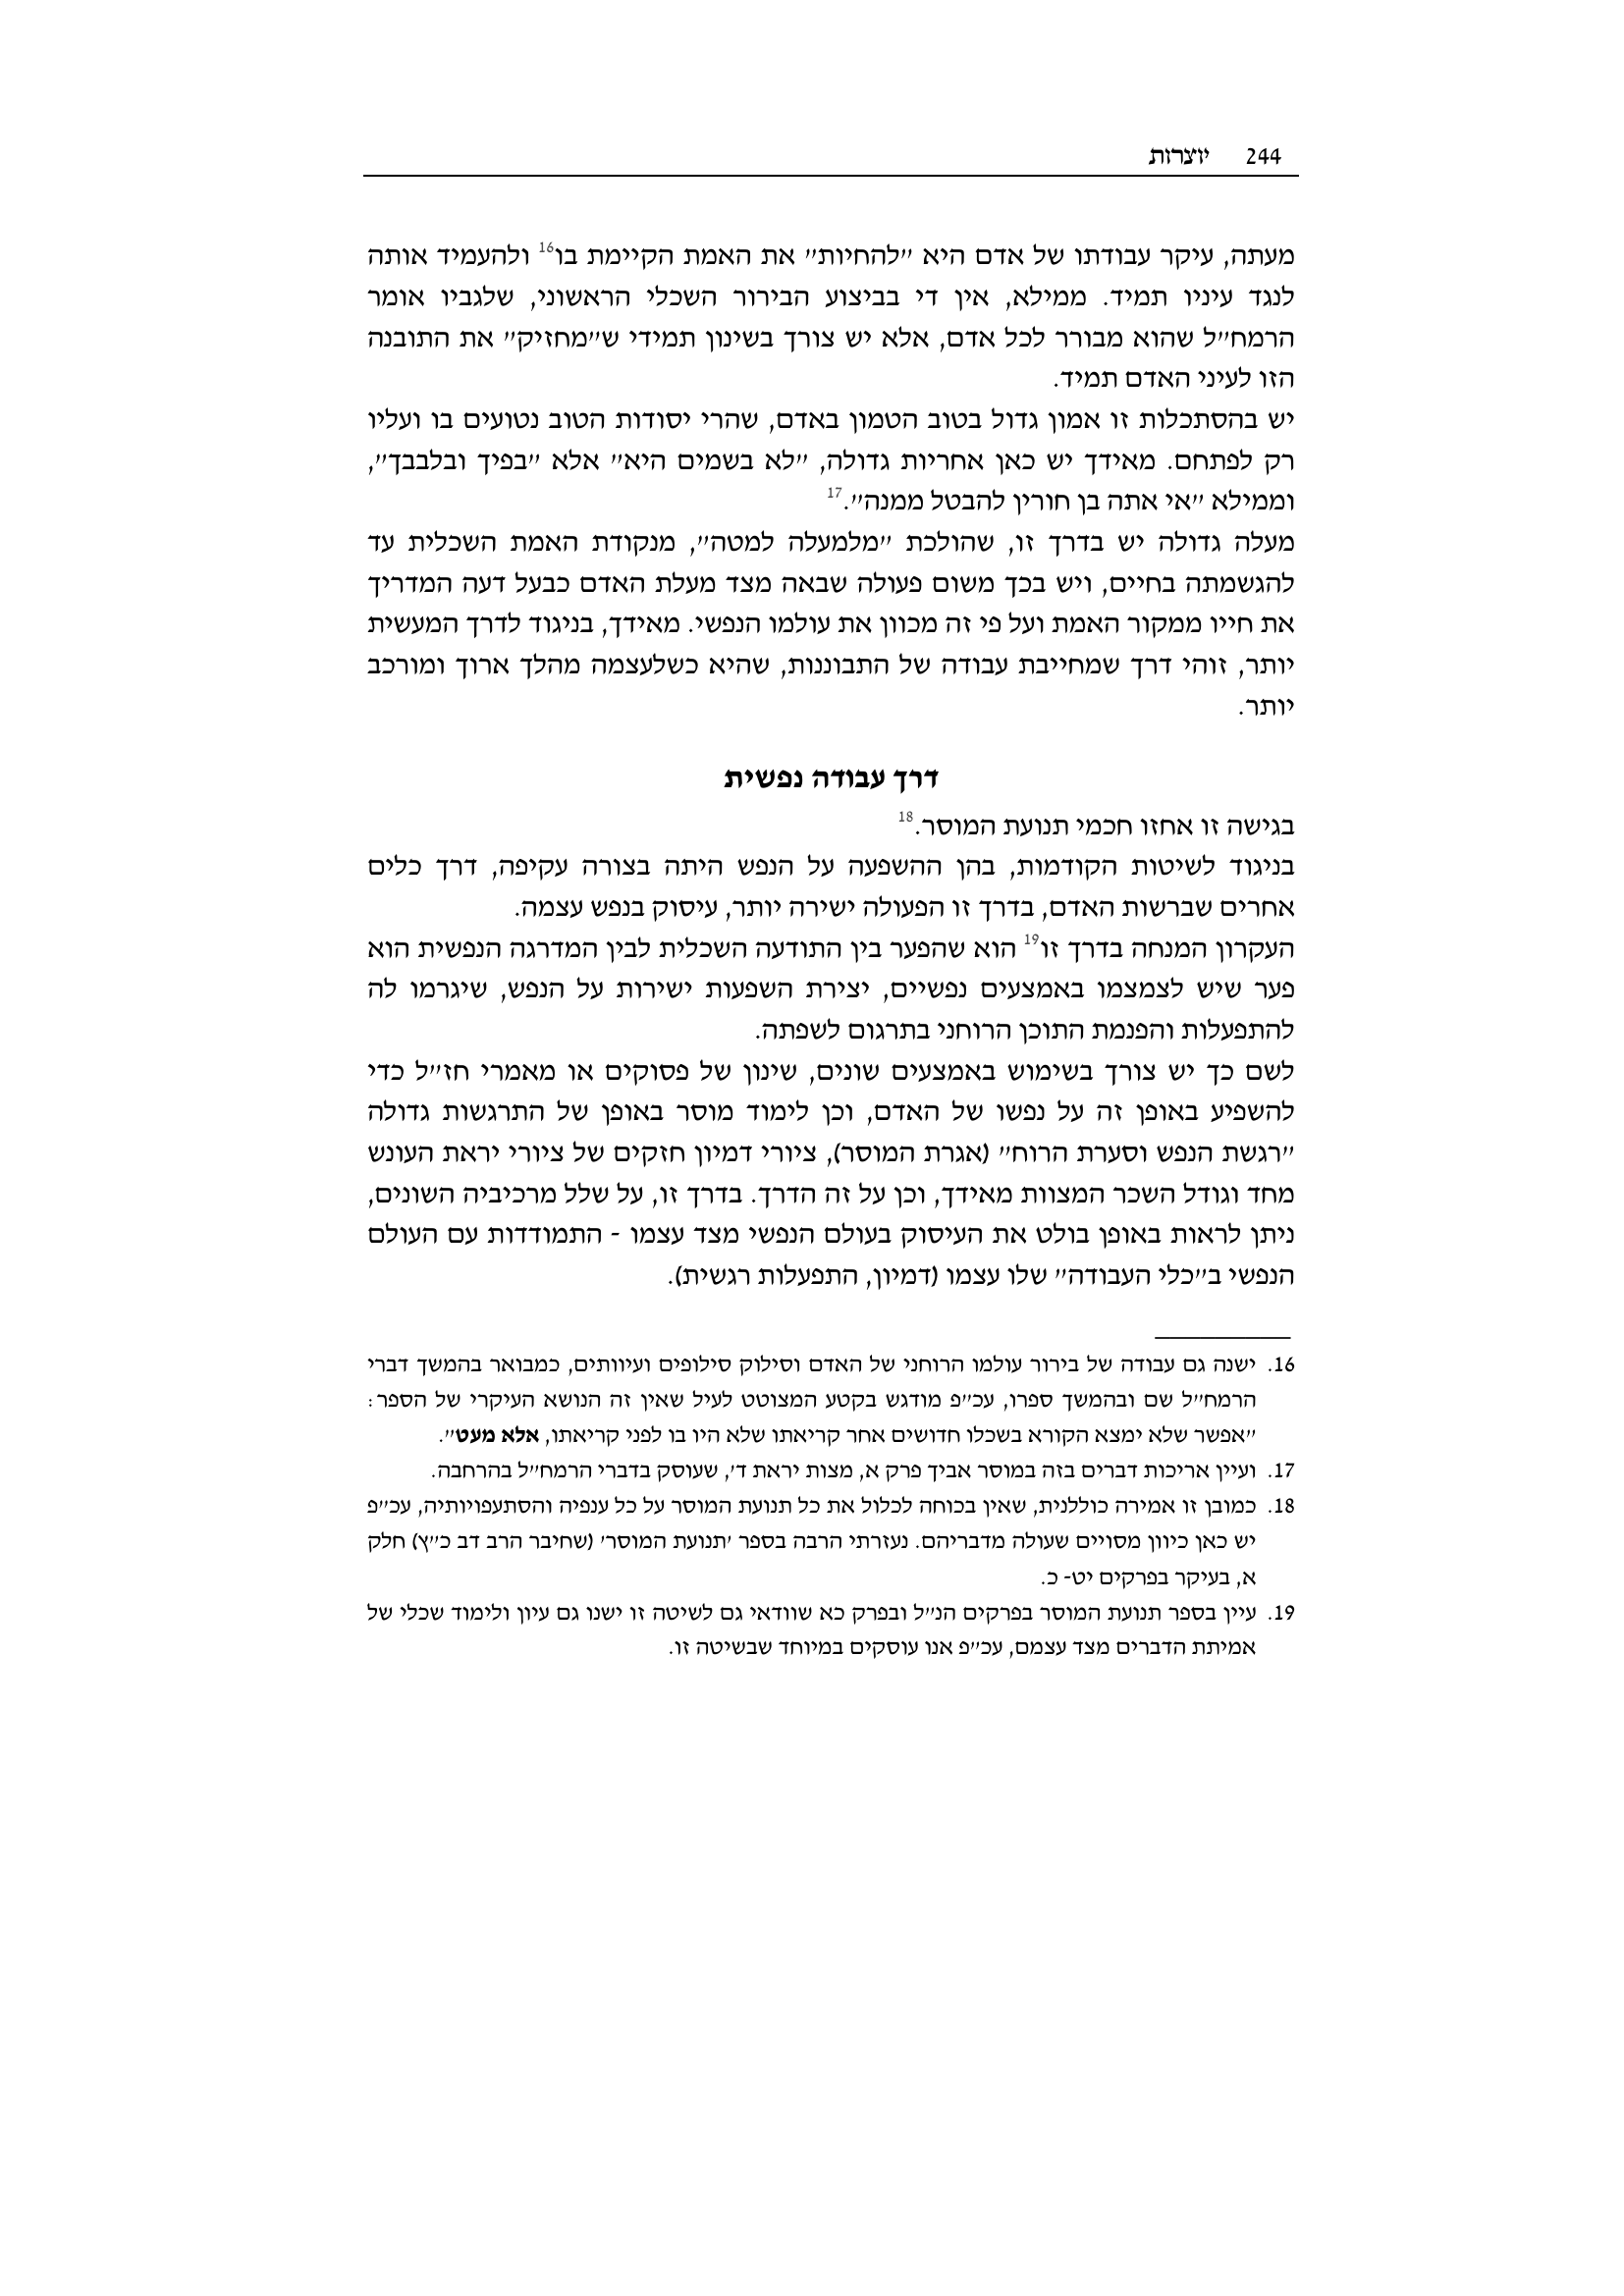 244 יוצרות
מעתה, עיקר עבודתו של אדם היא ״להחיות״ את האמת הקיימת בו16 ולהעמיד אותה
לנגד עיניו תמיד. ממילא, אין די בביצוע הבירור השכלי הראשוני, שלגביו אומר
הרמח״ל שהוא מבורר לכל אדם, אלא יש צורך בשינון תמידי ש״מחזיק״ את התובנה
הזו לעיני האדם תמיד.
יש בהסתכלות זו אמון גדול בטוב הטמון באדם, שהרי יסודות הטוב נטועים בו ועליו
רק לפתחם. מאידך יש כאן אחריות גדולה, ״לא בשמים היא״ אלא ״בפיך ובלבבך״,
וממילא ״אי אתה בן חורין להבטל ממנה״.17
מעלה גדולה יש בדרך זו, שהולכת ״מלמעלה למטה״, מנקודת האמת השכלית עד
להגשמתה בחיים, ויש בכך משום פעולה שבאה מצד מעלת האדם כבעל דעה המדריך
את חייו ממקור האמת ועל פי זה מכוון את עולמו הנפשי. מאידך, בניגוד לדרך המעשית
יותר, זוהי דרך שמחייבת עבודה של התבוננות, שהיא כשלעצמה מהלך ארוך ומורכב
יותר.
דרך עבודה נפשית
בגישה זו אחזו חכמי תנועת המוסר.18
בניגוד לשיטות הקודמות, בהן ההשפעה על הנפש היתה בצורה עקיפה, דרך כלים
אחרים שברשות האדם, בדרך זו הפעולה ישירה יותר, עיסוק בנפש עצמה.
העקרון המנחה בדרך זו19 הוא שהפער בין התודעה השכלית לבין המדרגה הנפשית הוא
פער שיש לצמצמו באמצעים נפשיים, יצירת השפעות ישירות על הנפש, שיגרמו לה
להתפעלות והפנמת התוכן הרוחני בתרגום לשפתה.
לשם כך יש צורך בשימוש באמצעים שונים, שינון של פסוקים או מאמרי חז״ל כדי
להשפיע באופן זה על נפשו של האדם, וכן לימוד מוסר באופן של התרגשות גדולה
״רגשת הנפש וסערת הרוח״ (אגרת המוסר), ציורי דמיון חזקים של ציורי יראת העונש
מחד וגודל השכר המצוות מאידך, וכן על זה הדרך. בדרך זו, על שלל מרכיביה השונים,
ניתן לראות באופן בולט את העיסוק בעולם הנפשי מצד עצמו - התמודדות עם העולם
הנפשי ב״כלי העבודה״ שלו עצמו (דמיון, התפעלות רגשית).
16. ישנה גם עבודה של בירור עולמו הרוחני של האדם וסילוק סילופים ועיוותים, כמבואר בהמשך דברי
הרמח״ל שם ובהמשך ספרו, עכ״פ מודגש בקטע המצוטט לעיל שאין זה הנושא העיקרי של הספר:
״אפשר שלא ימצא הקורא בשכלו חדושים אחר קריאתו שלא היו בו לפני קריאתו, אלא מעט״.
17. ועיין אריכות דברים בזה במוסר אביך פרק א, מצות יראת ד׳, שעוסק בדברי הרמח״ל בהרחבה.
18. כמובן זו אמירה כוללנית, שאין בכוחה לכלול את כל תנועת המוסר על כל ענפיה והסתעפויותיה, עכ״פ
יש כאן כיוון מסויים שעולה מדבריהם. נעזרתי הרבה בספר ׳תנועת המוסר׳ (שחיבר הרב דב כ״ץ) חלק
א, בעיקר בפרקים יט- כ.
19. עיין בספר תנועת המוסר בפרקים הנ״ל ובפרק כא שוודאי גם לשיטה זו ישנו גם עיון ולימוד שכלי של
אמיתת הדברים מצד עצמם, עכ״פ אנו עוסקים במיוחד שבשיטה זו.